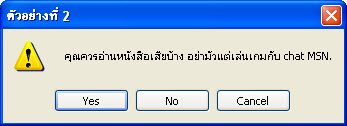 ตัวอย่างที่ 2
คุณควรอ่านหนังสือเสียบ้าง อย่ามัวแต่เล่นเกมกับ chat MSN.
Yes No Cancel